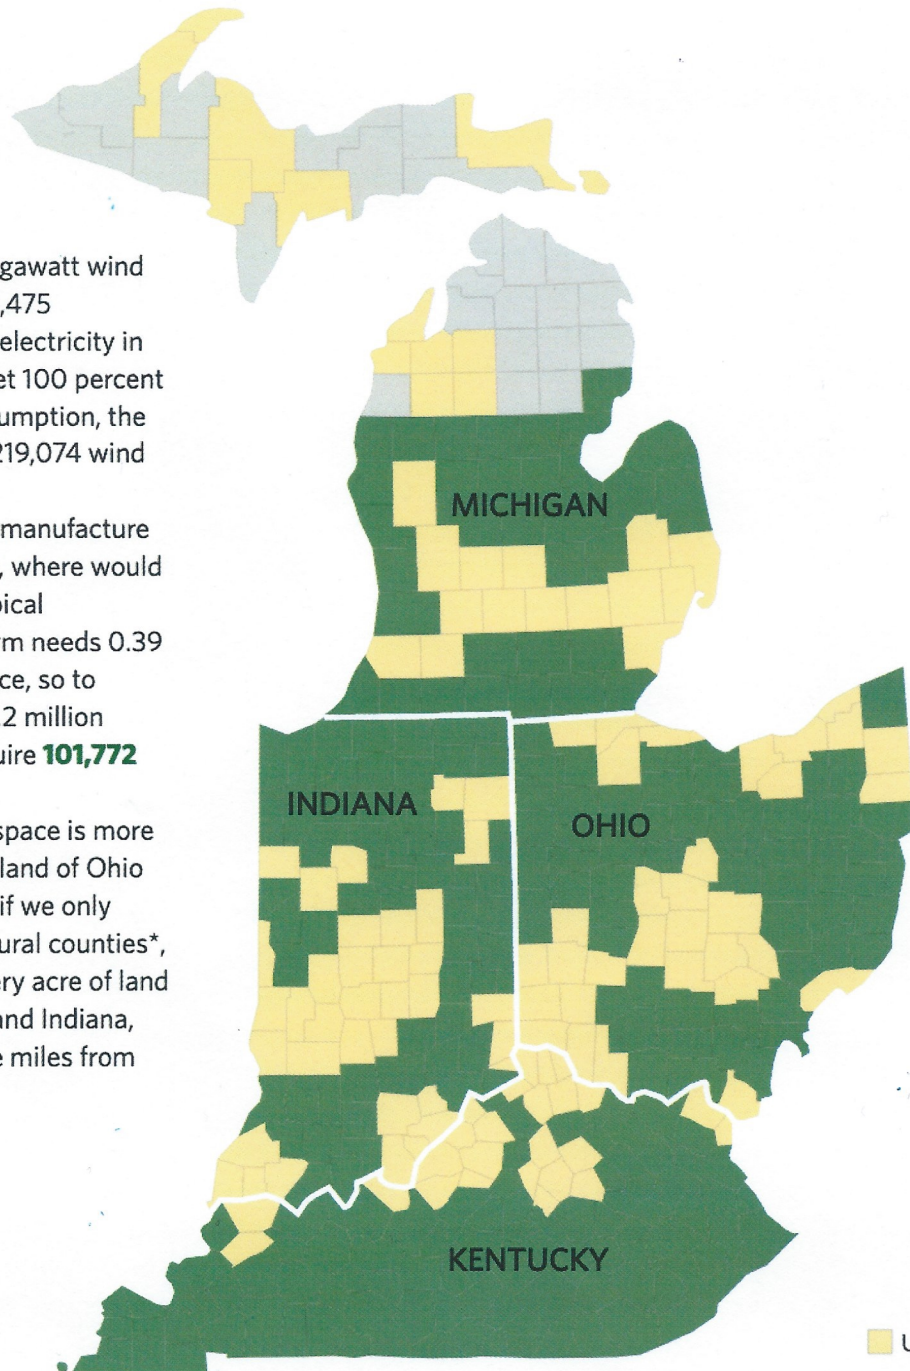 gawatt wind
,475
electricity in
et 100 percent
umption, the
219,074 wind
manufacture
, where would
pical
rm needs 0.39
ce, so to
.2 million
uire 101,772
space is more
land of Ohio
if we only
ural counties*,
ery acre of land
and Indiana,
e miles from
MICHIGAN
INDIANA
OHIO
KENTUCKY
U